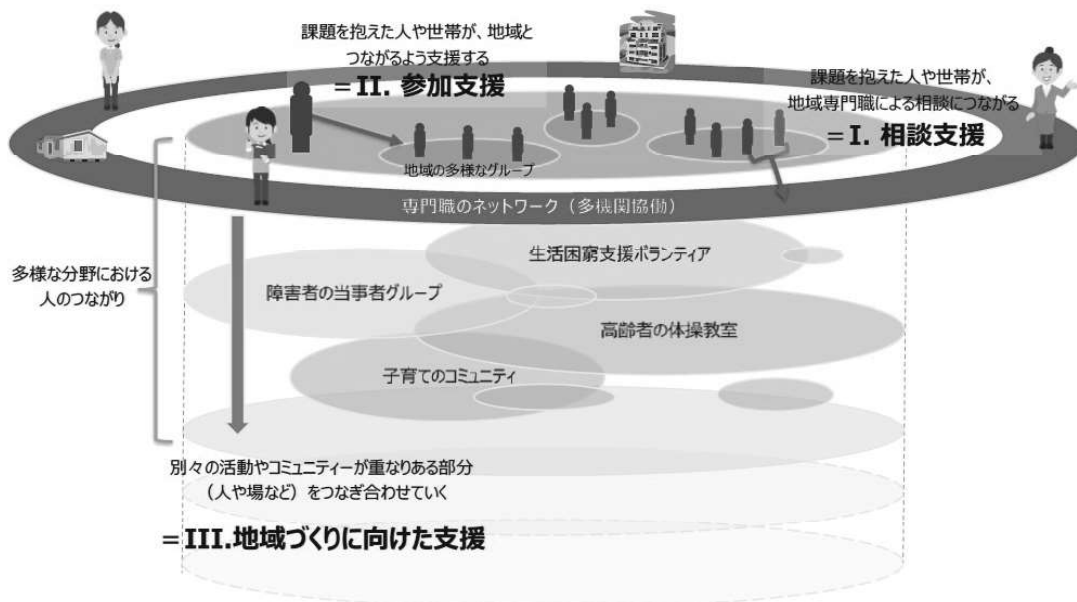 課題を抱えた人や世帯が、地域と
つながるよう支援する
=II. 参加支援
課題を抱えた人や世帯が、
地域専門職による相談につながる
=I. 相談支援
地域の多様なグループ
専門職のネットワーク（多機関協働）
多様な分野における
人のつながり
生活困窮支援ボランティア
障害者の当事者グループ
高齢者の体操教室
子育てのコミュニティ
別々の活動やコミュニティーが重なりある部分
（人や場など）をつなぎ合わせていく
=III.地域づくりに向けた支援